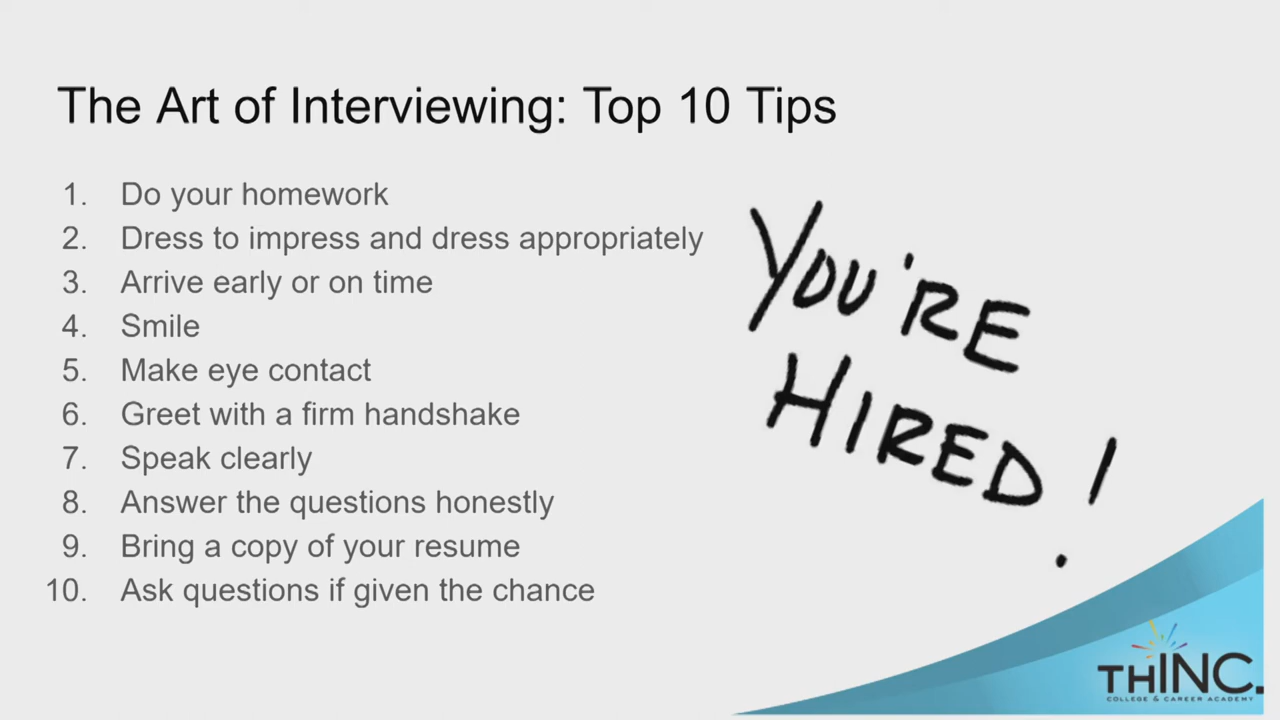 The Art of Interviewing: Top 10 Tips
1. Do your homework
2. Dress to impress and dress appropriately
3. Arrive early or on time
4. Smile
5. Make eye contact
6. Greet with a firm handshake
7. Speak clearly
8. Answer the questions honestly
9. Bring a copy of your resume
10. Ask questions if given the chance
YOU'RE
HIRED!
THINC.
COLLEGE & CAREER ACADEMY